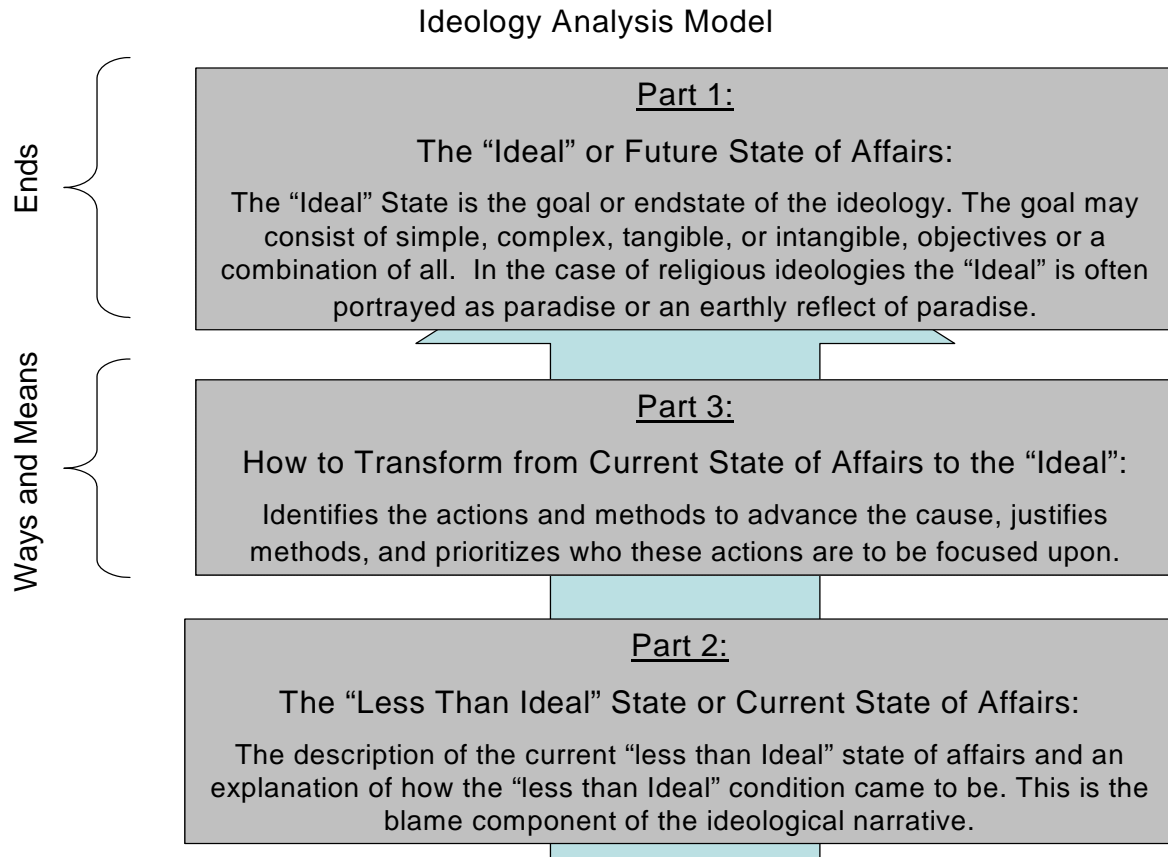 Ideology Analysis Model
Ends
Part 1:
The “Ideal” or Future State of Affairs:
The “Ideal” State is the goal or endstate of the ideology. The goal may
consist of simple, complex, tangible, or intangible, objectives or a
combination of all. In the case of religious ideologies the “Ideal” is often
portrayed as paradise or an earthly reflect of paradise.
Ways and Means
Part 3:
How to Transform from Current State of Affairs to the “Ideal”:
Identifies the actions and methods to advance the cause, justifies
methods, and prioritizes who these actions are to be focused upon.
Part 2:
The “Less Than Ideal” State or Current State of Affairs:
The description of the current “less than Ideal” state of affairs and an
explanation of how the “less than Ideal” condition came to be. This is the
blame component of the ideological narrative.